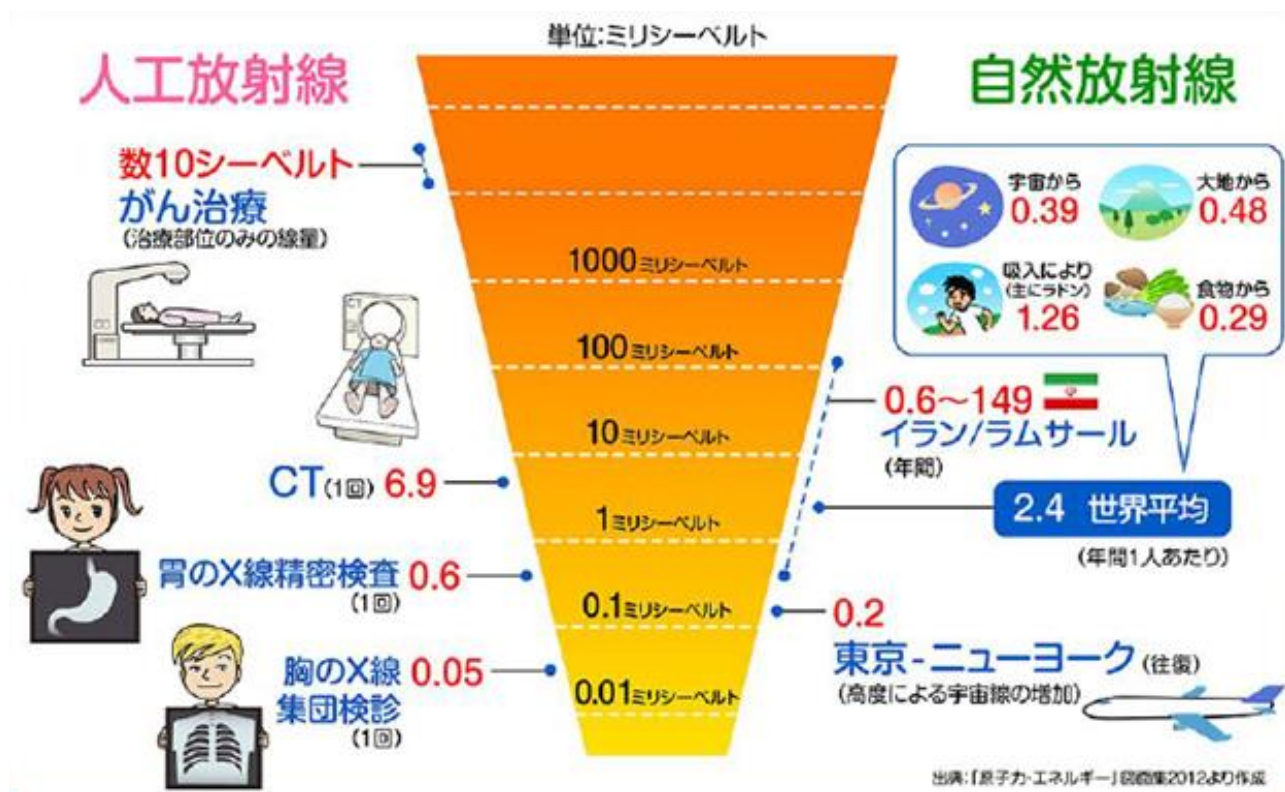 単位:ミリシーベルト
人工放射線
数10シーベルト
がん治療
(治療部位のみの線量)
CT
CT(1回) 6.9
胃のX線精密検査 0.6
(1回)
胸のX線 0.05
集団検診
(1回)
1000ミリシーベルト
100ミリシーベルト
10ミリシーベルト
1ミリシーベルト
0.1ミリシーベルト
0.01ミリシーベルト
自然放射線
宇宙から
0.39
大地から
0.48
吸入により
(主にラドン)
1.26
食物から
0.29
0.6～149
イラン/ラムサール
(年間)
2.4 世界平均
(年間1人あたり)
0.2
東京-ニューヨーク(往復)
(高度による宇宙線の増加)
出典:「原子力・エネルギー」図面集2012より作成